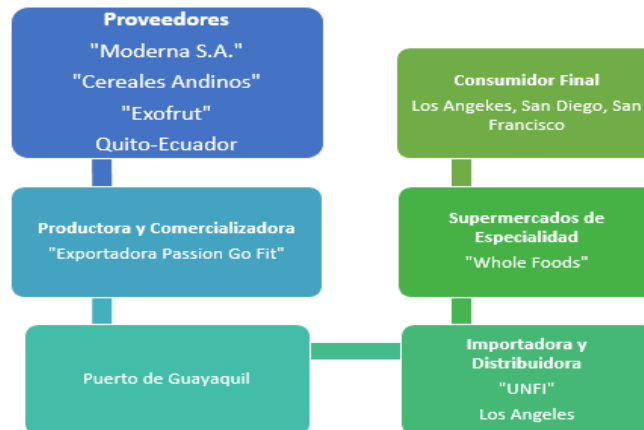 Proveedores
"Moderna S.A."
"Cereales Andinos"
"Exofrut"
Quito-Ecuador
Productora y Comercializadora
"Exportadora Passion Go Fit"
Puerto de Guayaquil
Importadora y
Distribuidora
"UNFI"
Los Angeles
Supermercados de
Especialidad
"Whole Foods"
Consumidor Final
Los Angekes, San Diego, San
Francisco